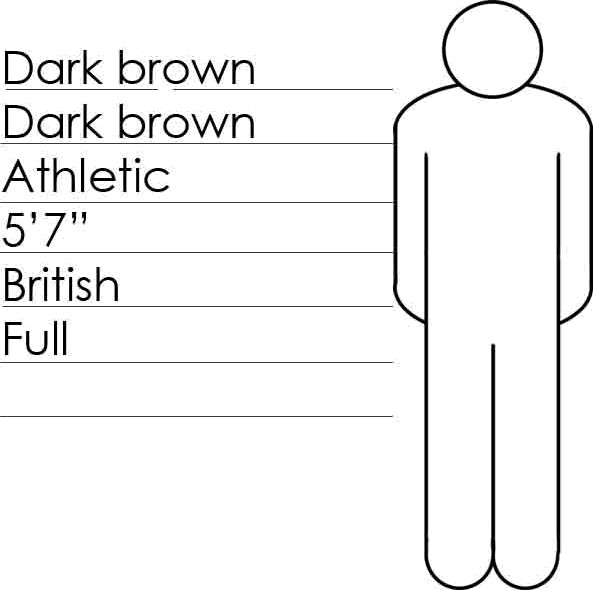 Dark brown
Dark brown
Athletic
5’7”
British
Full